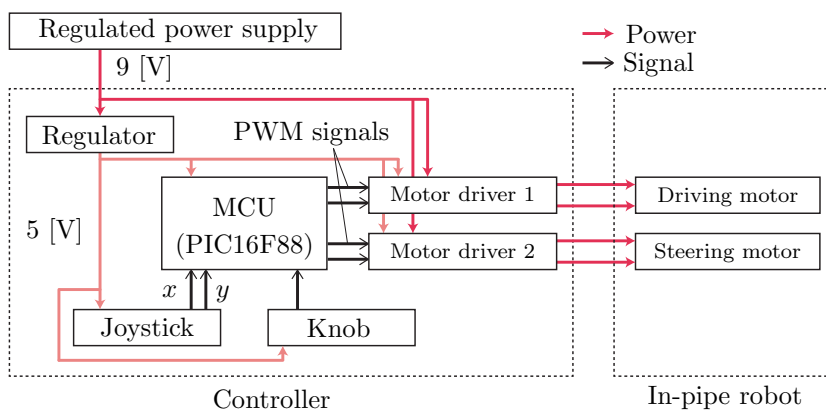 Regulated power supply
Power
Signal
9 [V]
Regulator
PWM signals
MCU
(PIC16F88)
Motor driver 1
Driving motor
5 [V]
Motor driver 2
Steering motor
x
y
Joystick
Knob
Controller
In-pipe robot